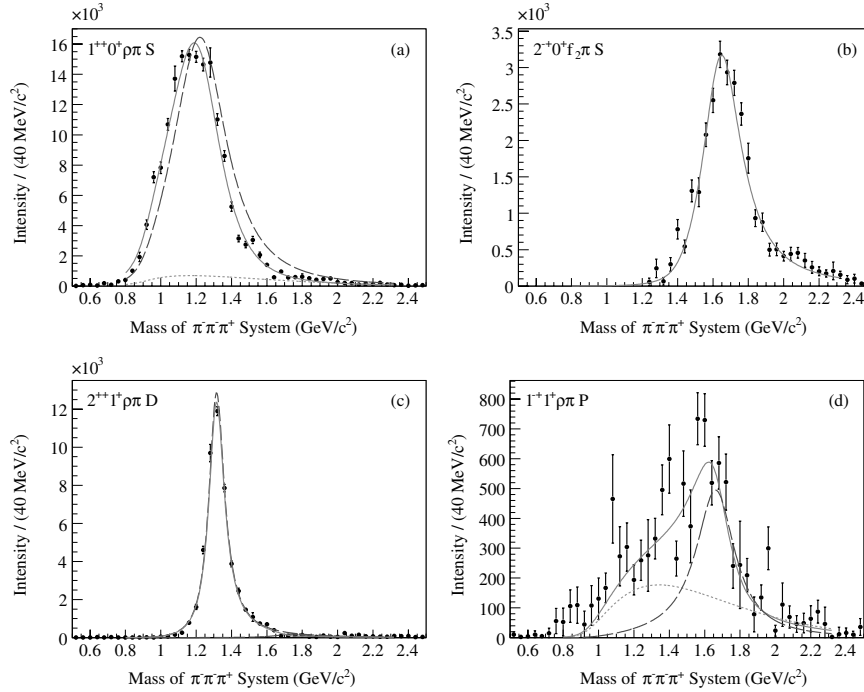 ×10³
1⁺⁺0⁺ρπ S
(a)
16
14
12
10
8
6
4
2
0
Intensity / (40 MeV/c²)
0.6 0.8 1 1.2 1.4 1.6 1.8 2 2.2 2.4
Mass of π⁻π⁻π⁺ System (GeV/c²)
×10³
2⁻⁺0⁺f₂π S
(b)
3.5
3
2.5
2
1.5
1
0.5
0
Intensity / (40 MeV/c²)
0.6 0.8 1 1.2 1.4 1.6 1.8 2 2.2 2.4
Mass of π⁻π⁻π⁺ System (GeV/c²)
×10³
2⁺⁺1⁺ρπ D
(c)
12
10
8
6
4
2
0
Intensity / (40 MeV/c²)
0.6 0.8 1 1.2 1.4 1.6 1.8 2 2.2 2.4
Mass of π⁻π⁻π⁺ System (GeV/c²)
1⁻⁺1⁺ρπ P
(d)
800
700
600
500
400
300
200
100
0
Intensity / (40 MeV/c²)
0.6 0.8 1 1.2 1.4 1.6 1.8 2 2.2 2.4
Mass of π⁻π⁻π⁺ System (GeV/c²)